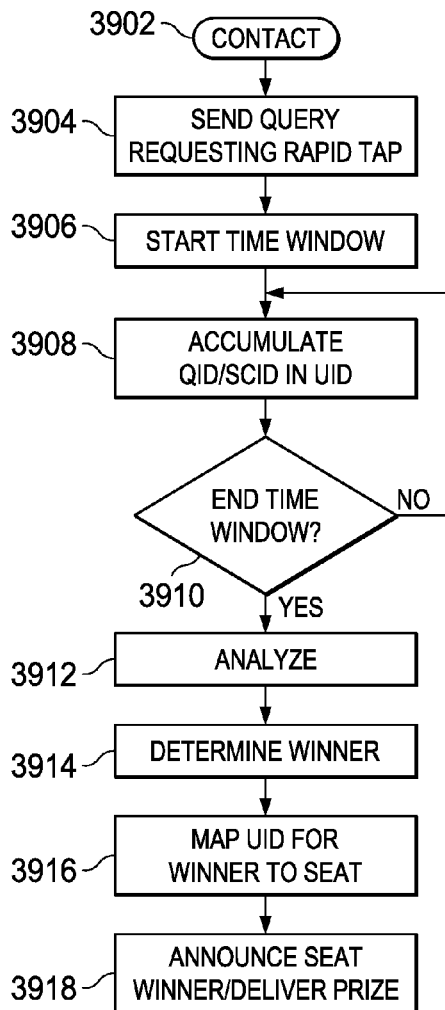 3902
CONTACT
3904
SEND QUERY
REQUESTING RAPID TAP
3906
START TIME WINDOW
3908
ACCUMULATE
QID/SCID IN UID
END TIME
WINDOW?
NO
3910
YES
3912
ANALYZE
3914
DETERMINE WINNER
3916
MAP UID FOR
WINNER TO SEAT
3918
ANNOUNCE SEAT
WINNER/DELIVER PRIZE